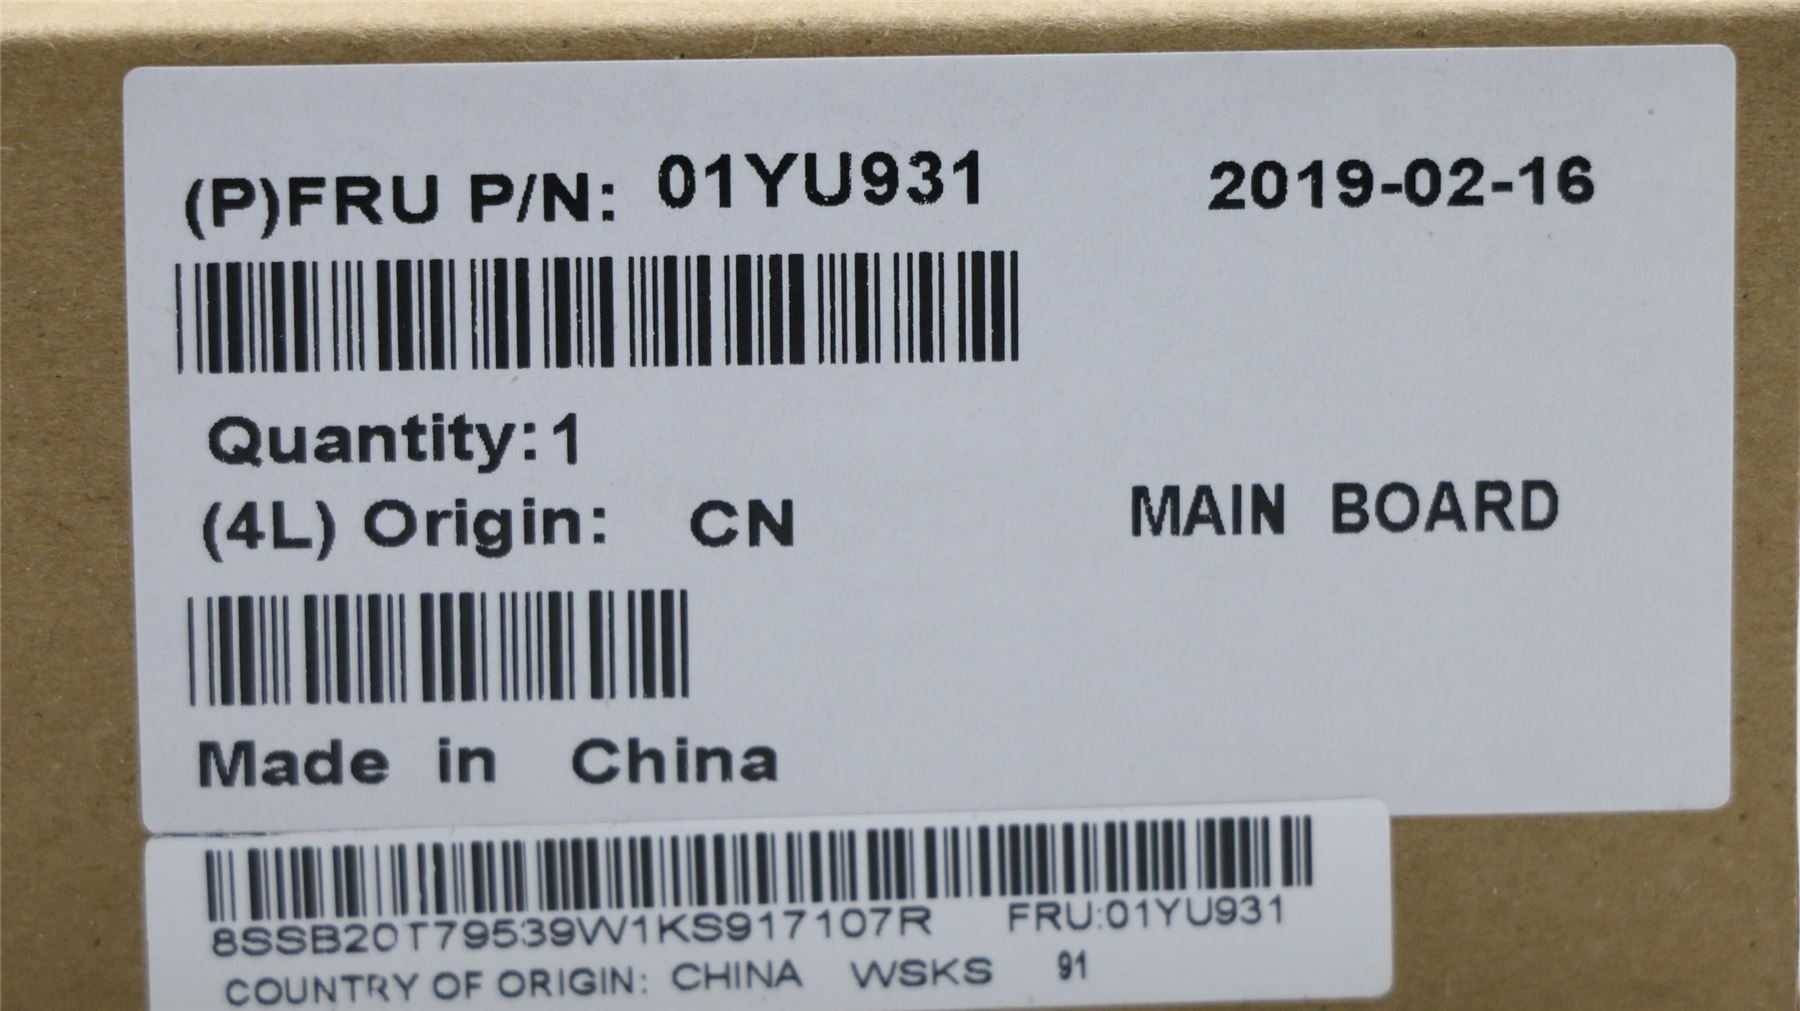 (P)FRU P/N: 01YU931 2019-02-16
Quantity:1
(4L) Origin: CN MAIN BOARD
Made in China
8SSB20T79539W1KS917107R FRU:01YU931
COUNTRY OF ORIGIN: CHINA WSKS 91